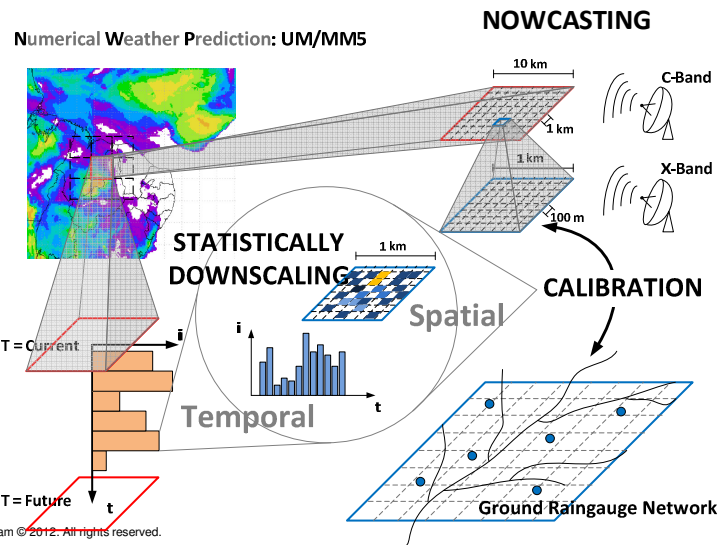 NOWCASTING
Numerical Weather Prediction: UM/MM5
10 km
C-Band
1 km
1 km
X-Band
100 m
STATISTICALLY
DOWNSCALING
1 km
CALIBRATION
Spatial
i
i
T = Current
t
Temporal
T = Future
t
Ground Raingauge Network
am © 2012. All rights reserved.